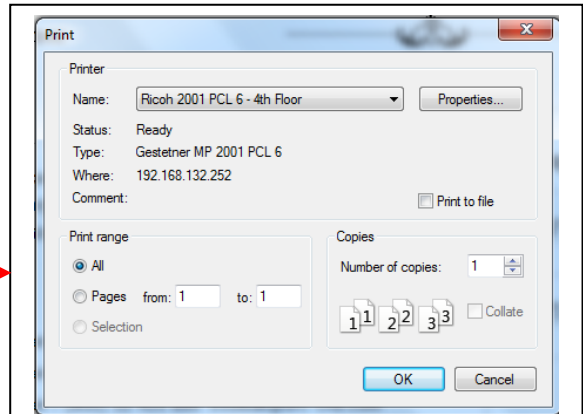 Print
Printer
Name: Ricoh 2001 PCL 6 - 4th Floor Properties...
Status: Ready
Type: Gestetner MP 2001 PCL 6
Where: 192.168.132.252
Comment: Print to file
Print range
All
Pages from: 1 to: 1
Selection
Copies
Number of copies: 1
1 1 2 2 3 3 Collate
OK Cancel